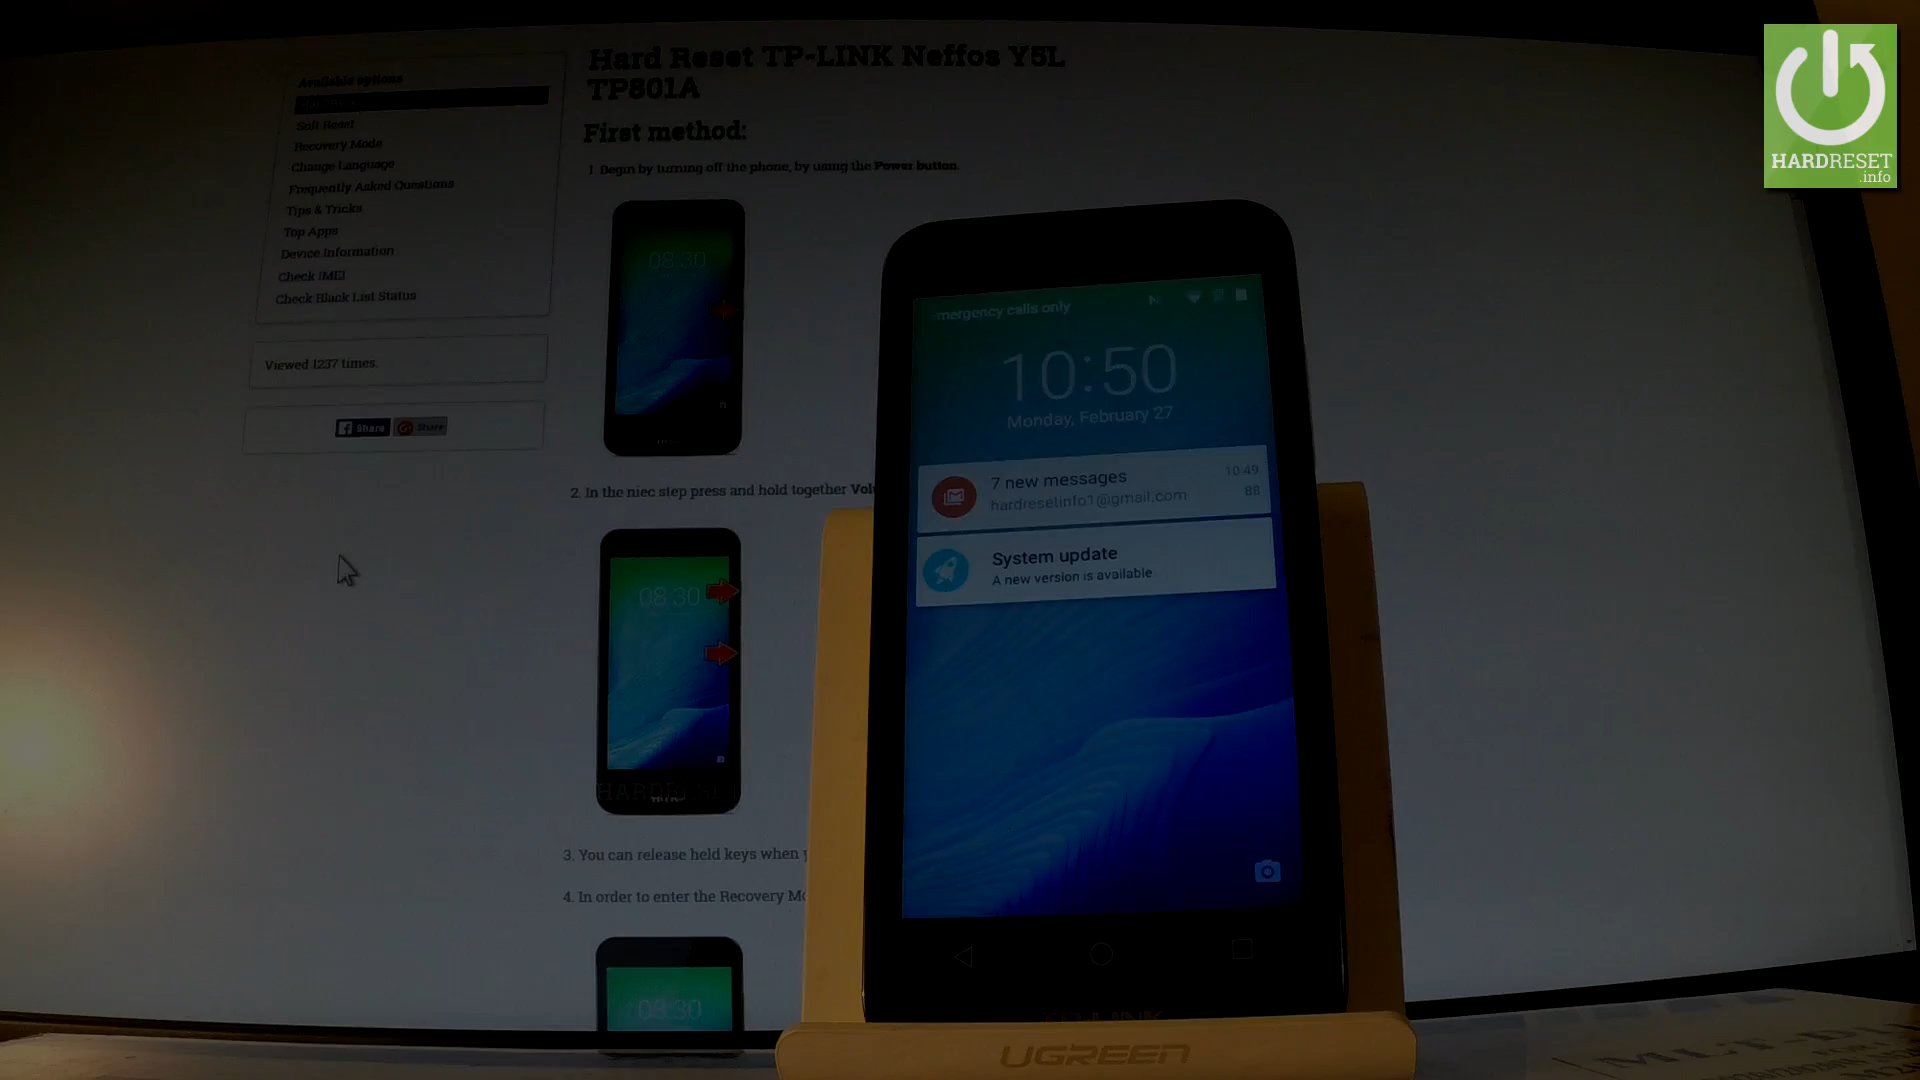 Hard Reset TP-LINK Neffos Y5L
TP801A
Available options
Soft Reset
Recovery Mode
Change Language
Frequently Asked Questions
Tips & Tricks
Top Apps
Device Information
Check IMEI
Check Black List Status
Viewed 1237 times.
Share
Share
First method:
1. Begin by turning off the phone, by using the Power button.
08:30
2. In the niec step press and hold together Volu
08:30
3. You can release held keys when y
4. In order to enter the Recovery Mo
08:30
mergency calls only
10:50
Monday, February 27
7 new messages
10:49
hardresetinfo1@gmail.com
88
System update
A new version is available
UGREEN
HARDRESET
.info